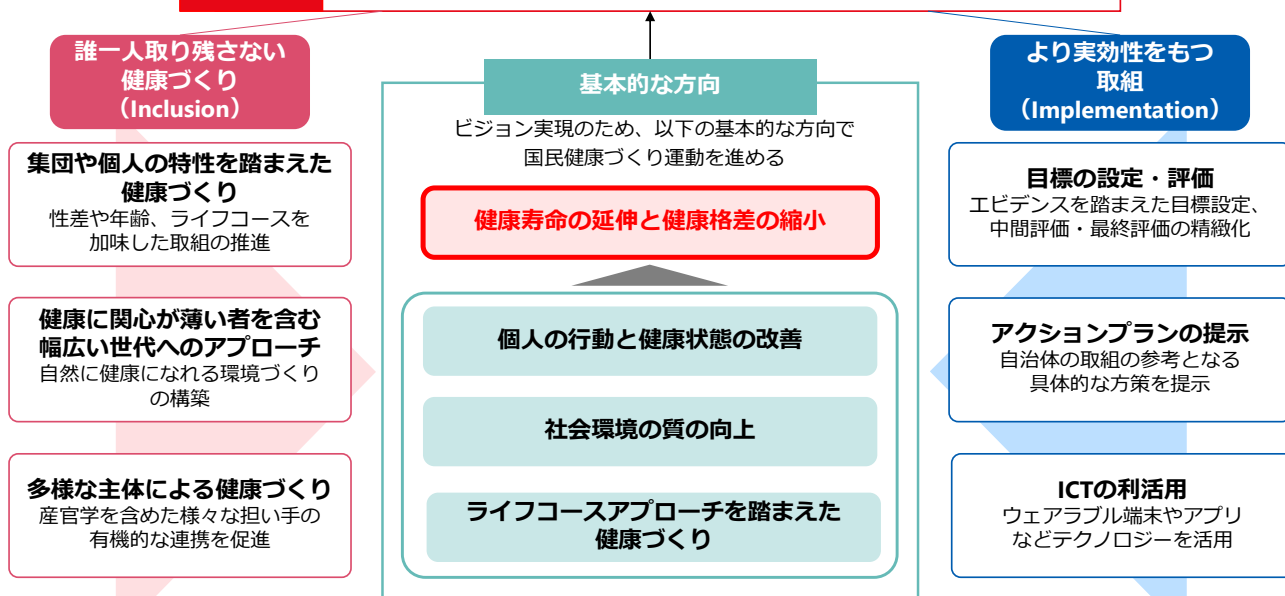 誰一人取り残さない
健康づくり
（Inclusion）
集団や個人の特性を踏まえた
健康づくり
性差や年齢、ライフコースを
加味した取組の推進
健康に関心が薄い者を含む
幅広い世代へのアプローチ
自然に健康になれる環境づくり
の構築
多様な主体による健康づくり
産官学を含めた様々な担い手の
有機的な連携を促進
基本的な方向
ビジョン実現のため、以下の基本的な方向で
国民健康づくり運動を進める
健康寿命の延伸と健康格差の縮小
個人の行動と健康状態の改善
社会環境の質の向上
ライフコースアプローチを踏まえた
健康づくり
より実効性をもつ
取組
（Implementation）
目標の設定・評価
エビデンスを踏まえた目標設定、
中間評価・最終評価の精緻化
アクションプランの提示
自治体の取組の参考となる
具体的な方策を提示
ICTの利活用
ウェアラブル端末やアプリ
などテクノロジーを活用